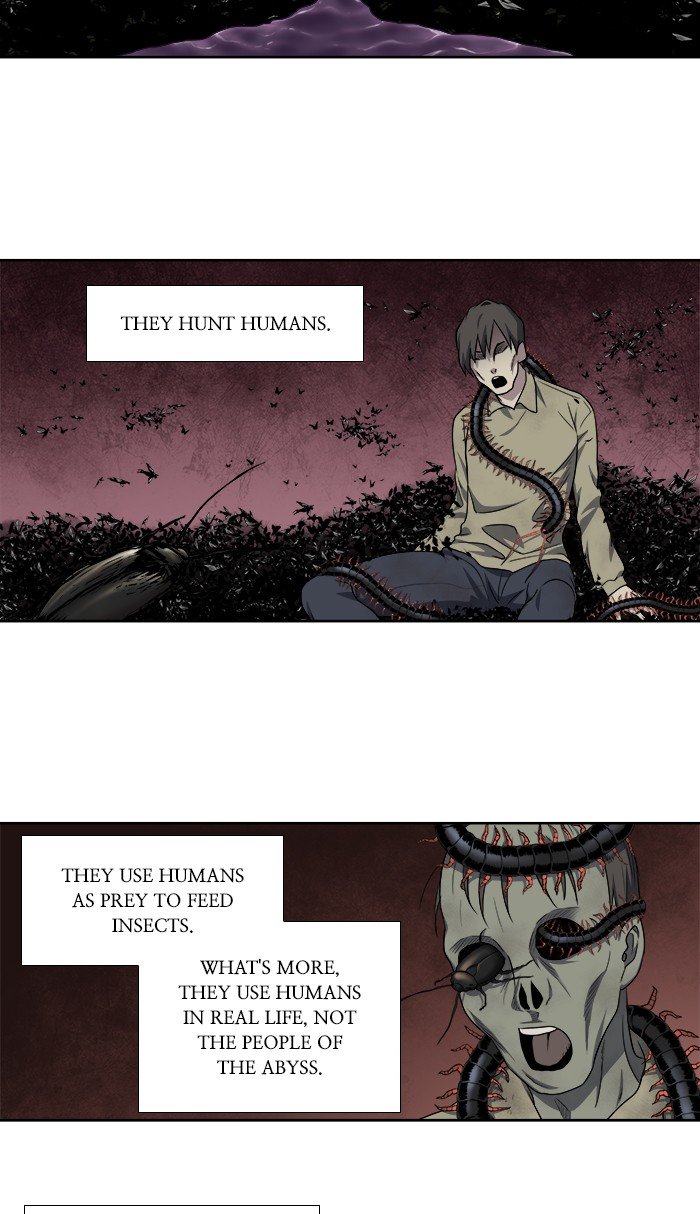 THEY HUNT HUMANS.
THEY USE HUMANS
AS PREY TO FEED
INSECTS.
WHAT'S MORE,
THEY USE HUMANS
IN REAL LIFE, NOT
THE PEOPLE OF
THE ABYSS.